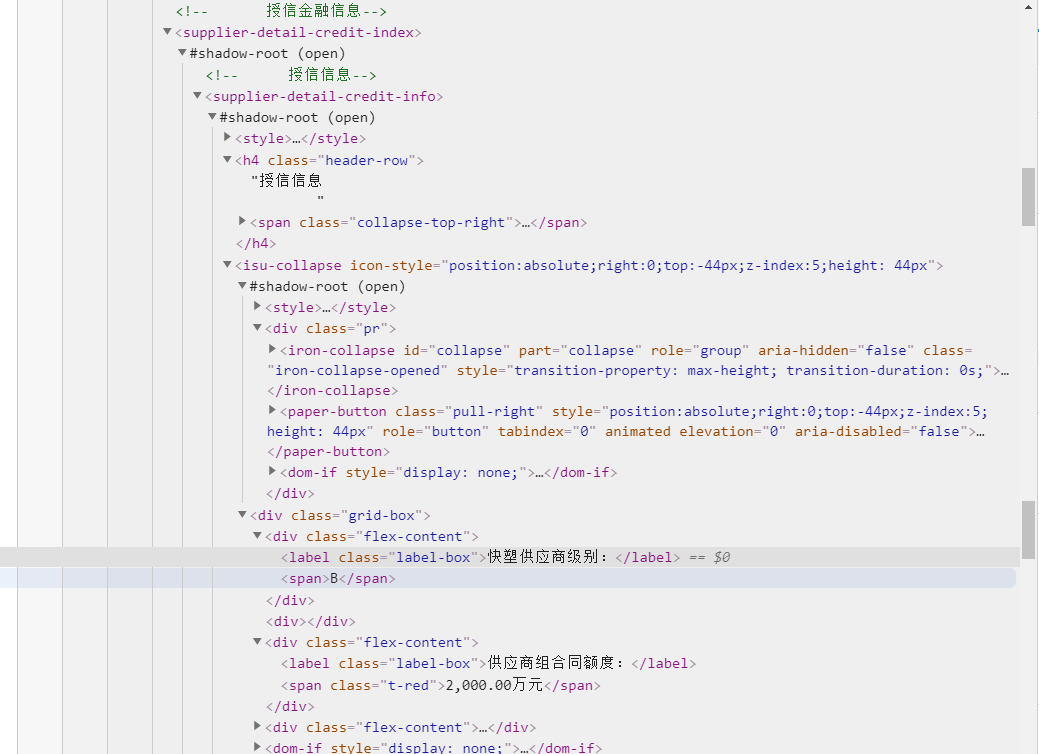 <!--      授信金融信息-->
▼<supplier-detail-credit-index>
▼#shadow-root (open)
<!--      授信信息-->
▼<supplier-detail-credit-info>
▼#shadow-root (open)
▶<style>…</style>
▼<h4 class="header-row">
"授信信息
"
▶<span class="collapse-top-right">…</span>
</h4>
▼<isu-collapse icon-style="position:absolute;right:0;top:-44px;z-index:5;height: 44px">
▼#shadow-root (open)
▶<style>…</style>
▼<div class="pr">
▶<iron-collapse id="collapse" part="collapse" role="group" aria-hidden="false" class=
"iron-collapse-opened" style="transition-property: max-height; transition-duration: 0s;">…
</iron-collapse>
▶<paper-button class="pull-right" style="position:absolute;right:0;top:-44px;z-index:5;
height: 44px" role="button" tabindex="0" animated elevation="0" aria-disabled="false">…
</paper-button>
▶<dom-if style="display: none;">…</dom-if>
</div>
▼<div class="grid-box">
▼<div class="flex-content">
<label class="label-box">快塑供应商级别：</label> == $0
<span>B</span>
</div>
<div></div>
▼<div class="flex-content">
<label class="label-box">供应商组合同额度：</label>
<span class="t-red">2,000.00万元</span>
</div>
▶<div class="flex-content">…</div>
▶<dom-if style="display: none;">…</dom-if>